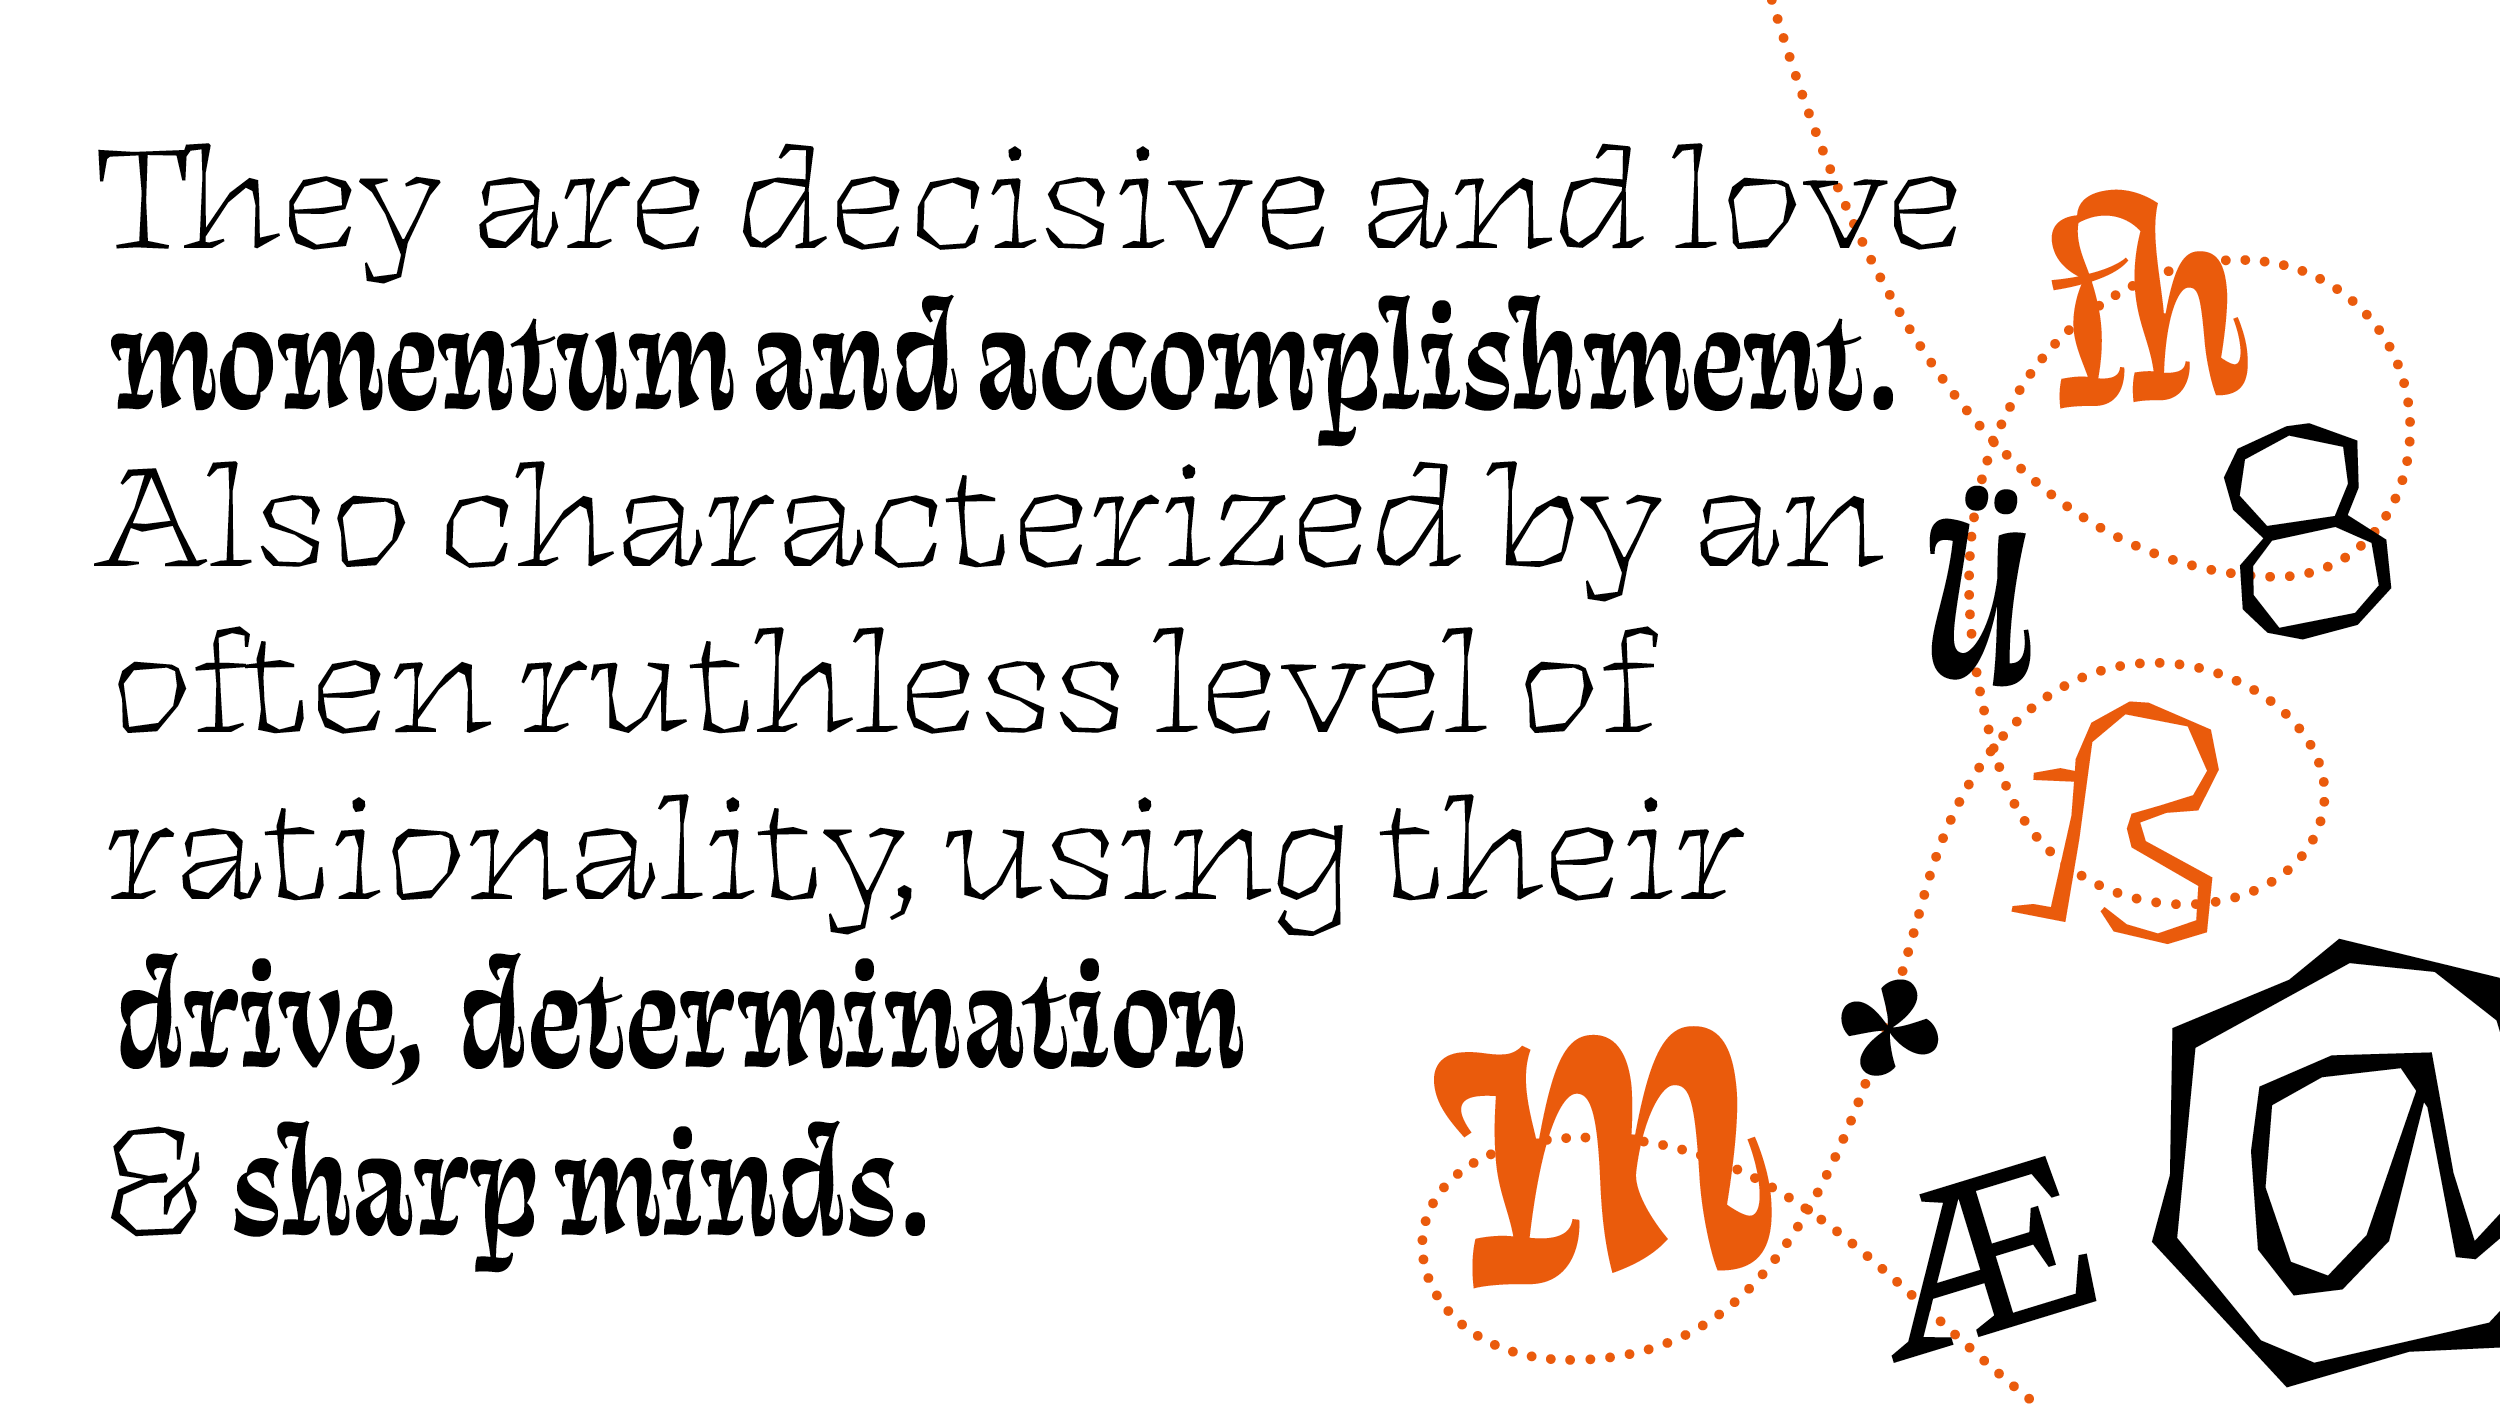 They are decisive and love
momentum and accomplishment.
Also characterized by an
often ruthless level of
rationality, using their
drive, determination
& sharp minds.
fh
8
ij
ß
m
Æ
@